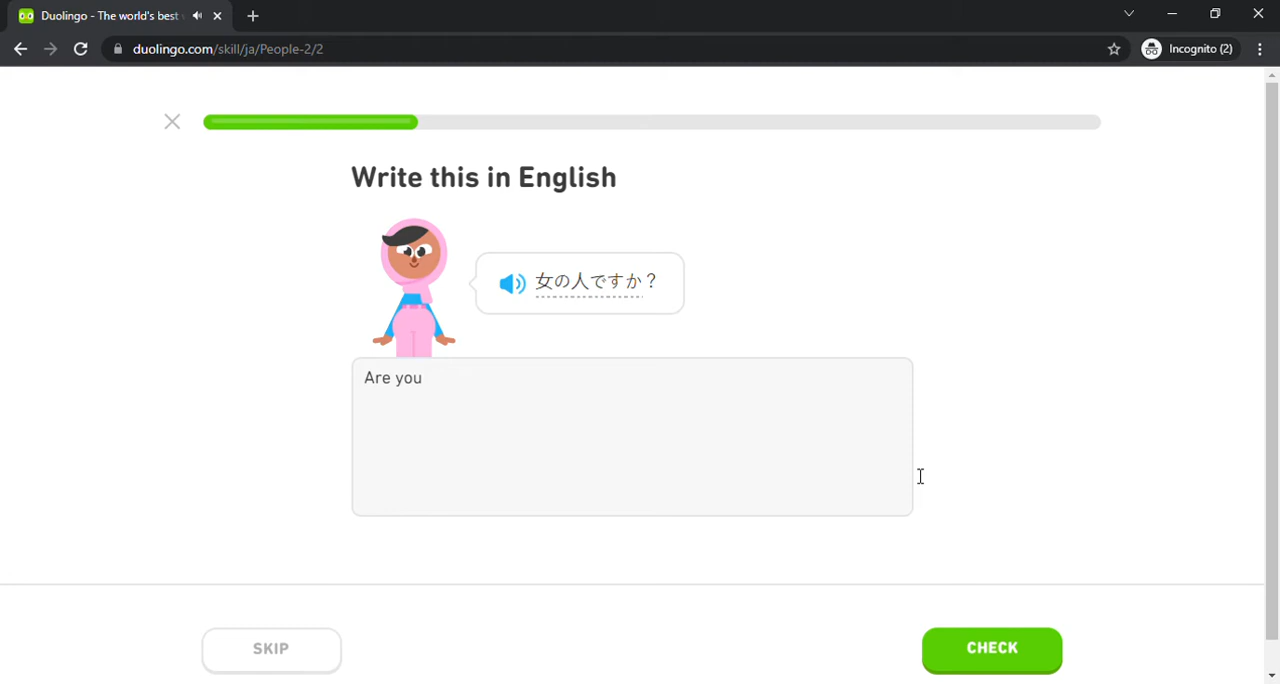 Duolingo - The world's best
duolingo.com/skill/ja/People-2/2
Incognito (2)
Write this in English
女の人ですか？
Are you
SKIP
CHECK